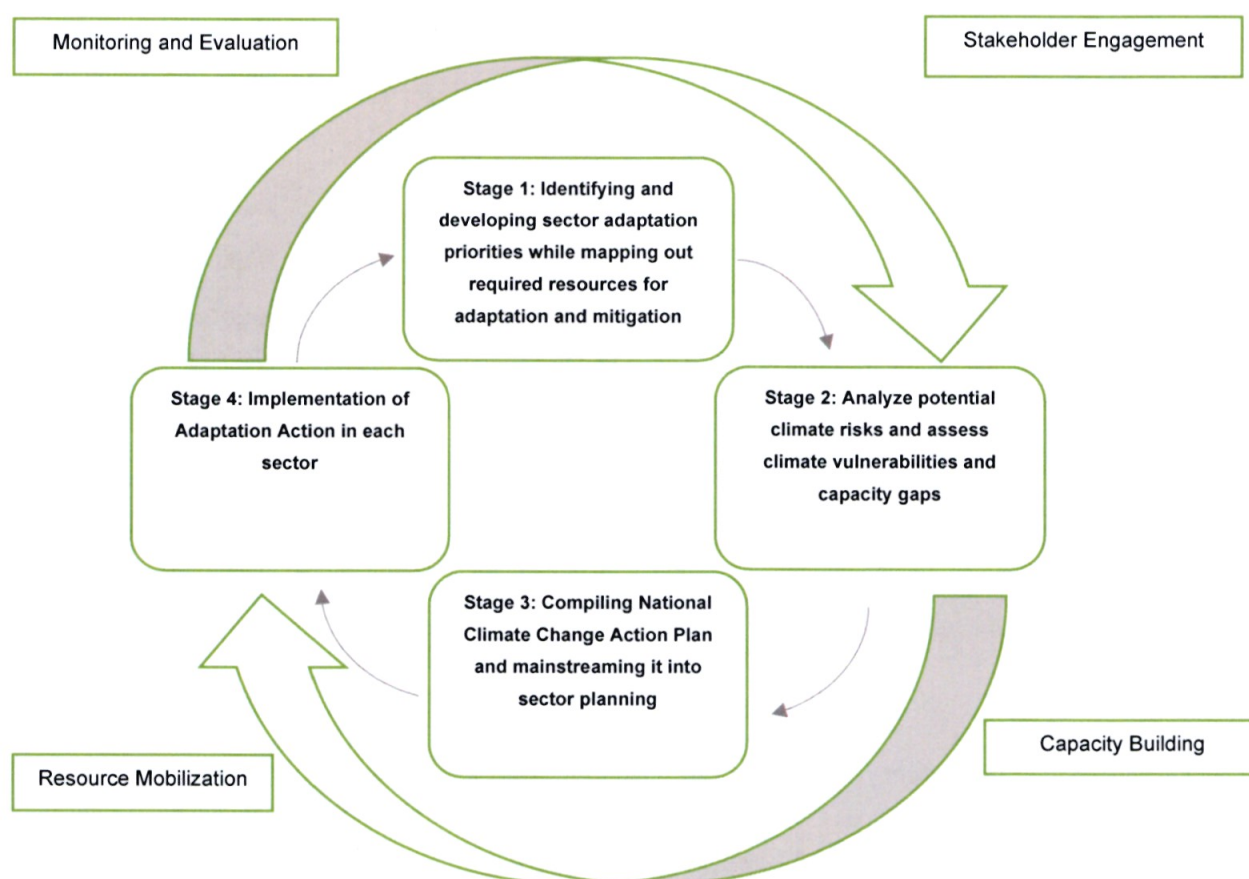 Monitoring and Evaluation
Stakeholder Engagement
Stage 1: Identifying and
developing sector adaptation
priorities while mapping out
required resources for
adaptation and mitigation
Stage 4: Implementation of
Adaptation Action in each
sector
Stage 2: Analyze potential
climate risks and assess
climate vulnerabilities and
capacity gaps
Stage 3: Compiling National
Climate Change Action Plan
and mainstreaming it into
sector planning
Resource Mobilization
Capacity Building